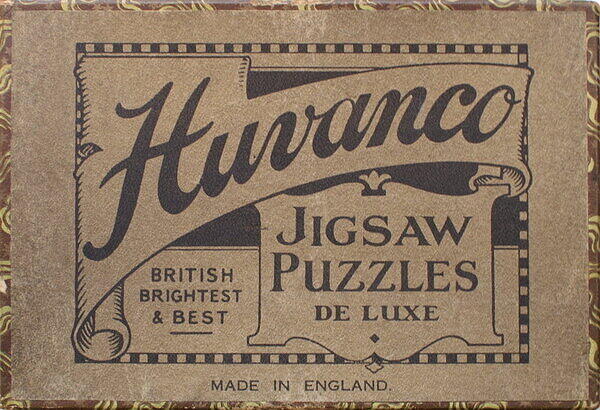 Huvanco
JIGSAW
PUZZLES
DE LUXE
BRITISH
BRIGHTEST
& BEST
MADE IN ENGLAND.